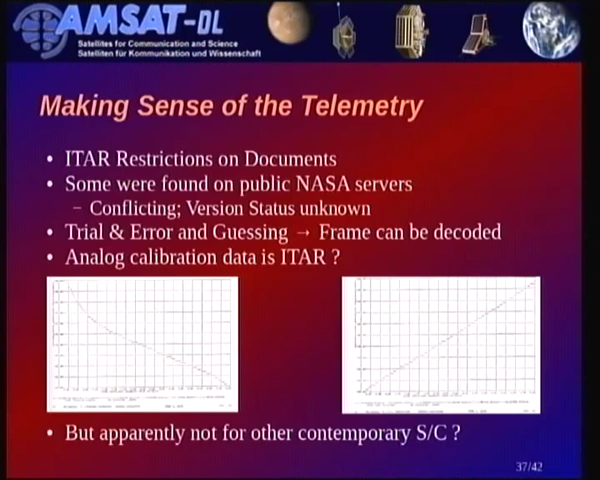 AMSAT-DL
Satellites for Communication and Science
Satelliten für Kommunikation und Wissenschaft
Making Sense of the Telemetry
• ITAR Restrictions on Documents
• Some were found on public NASA servers
– Conflicting; Version Status unknown
• Trial & Error and Guessing → Frame can be decoded
• Analog calibration data is ITAR ?
• But apparently not for other contemporary S/C ?
37/42